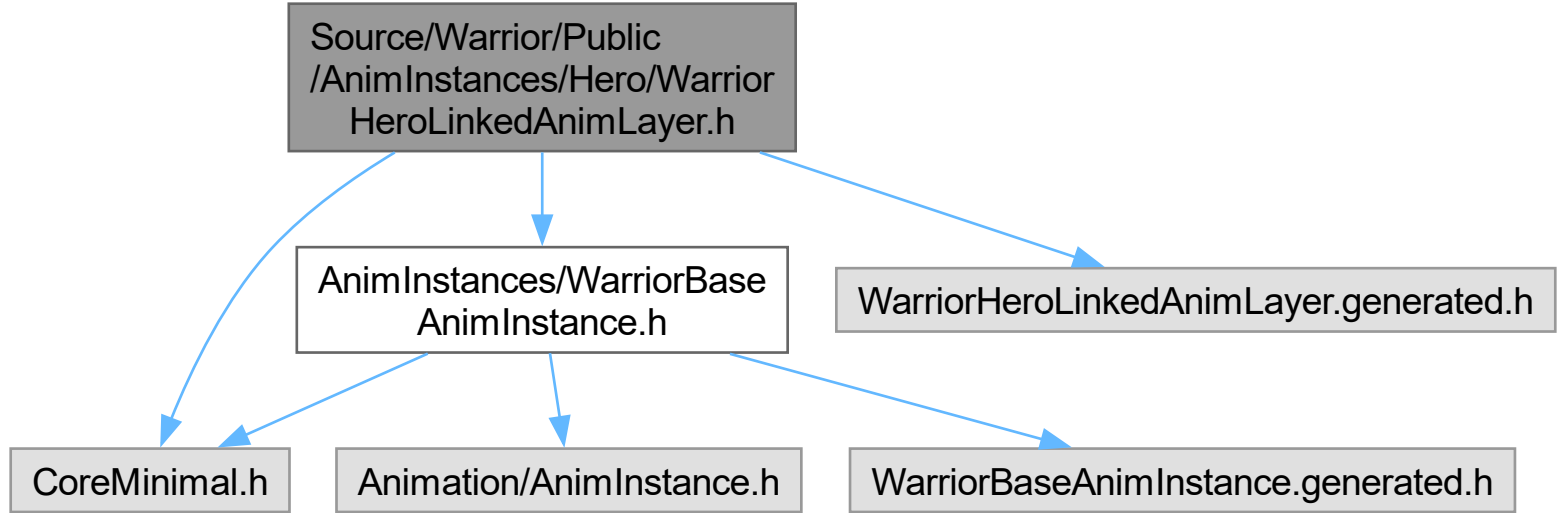 Source/Warrior/Public
/AnimInstances/Hero/Warrior
HeroLinkedAnimLayer.h
AnimInstances/WarriorBase
AnimInstance.h
WarriorHeroLinkedAnimLayer.generated.h
CoreMinimal.h
Animation/AnimInstance.h
WarriorBaseAnimInstance.generated.h